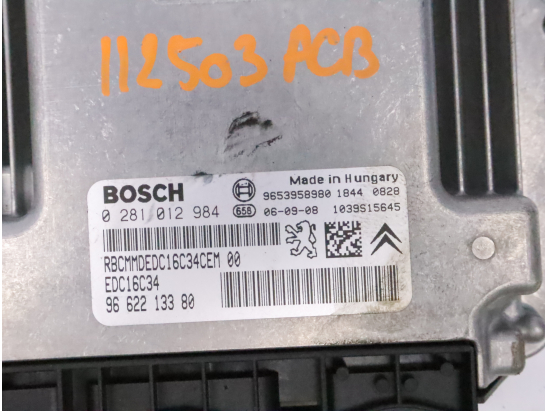 112503 ACB
Made in Hungary
BOSCH 9653958980 1844 0828
0 281 012 984 656 06-09-08 1039S15645
RBCMMDEDC16C34CEM 00
EDC16C34
96 622 133 80